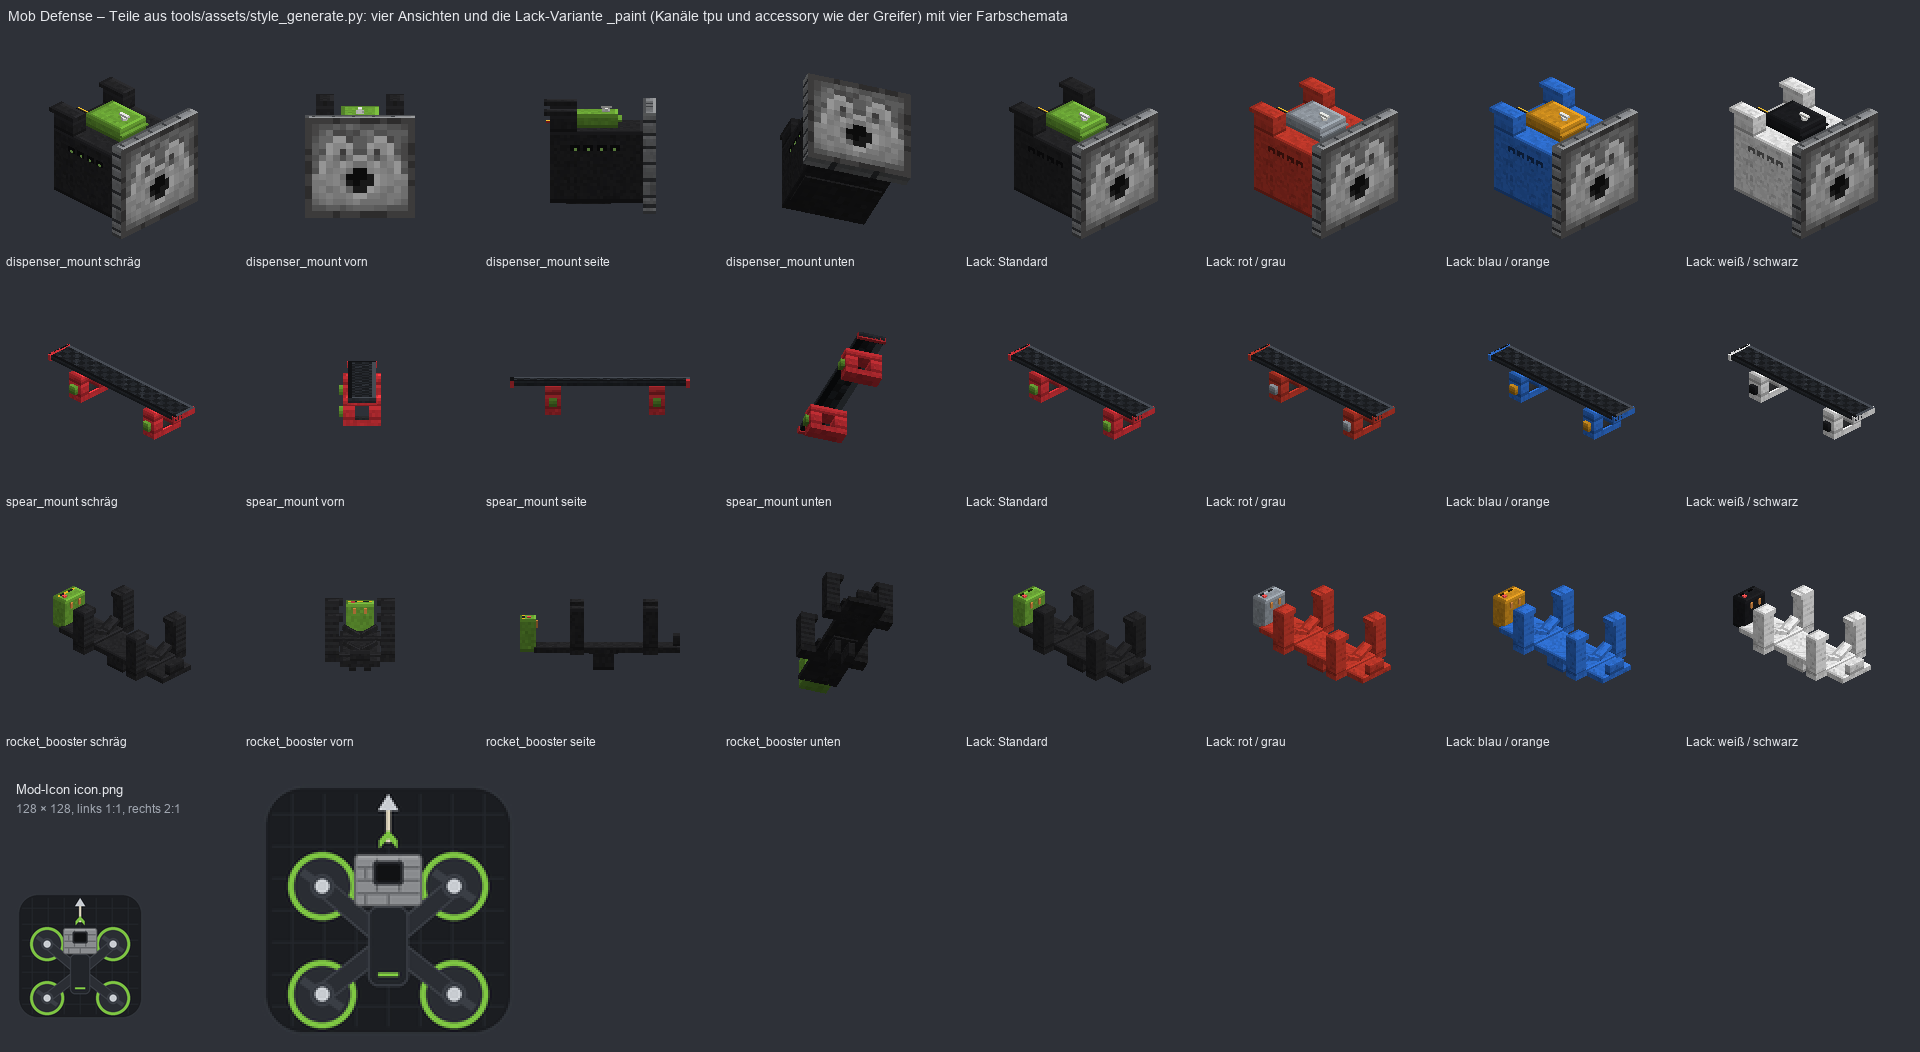 Mob Defense – Teile aus tools/assets/style_generate.py: vier Ansichten und die Lack-Variante _paint (Kanäle tpu und accessory wie der Greifer) mit vier Farbschemata
dispenser_mount schräg
dispenser_mount vorn
dispenser_mount seite
dispenser_mount unten
Lack: Standard
Lack: rot / grau
Lack: blau / orange
Lack: weiß / schwarz
spear_mount schräg
spear_mount vorn
spear_mount seite
spear_mount unten
Lack: Standard
Lack: rot / grau
Lack: blau / orange
Lack: weiß / schwarz
rocket_booster schräg
rocket_booster vorn
rocket_booster seite
rocket_booster unten
Lack: Standard
Lack: rot / grau
Lack: blau / orange
Lack: weiß / schwarz
Mod-Icon icon.png
128 × 128, links 1:1, rechts 2:1